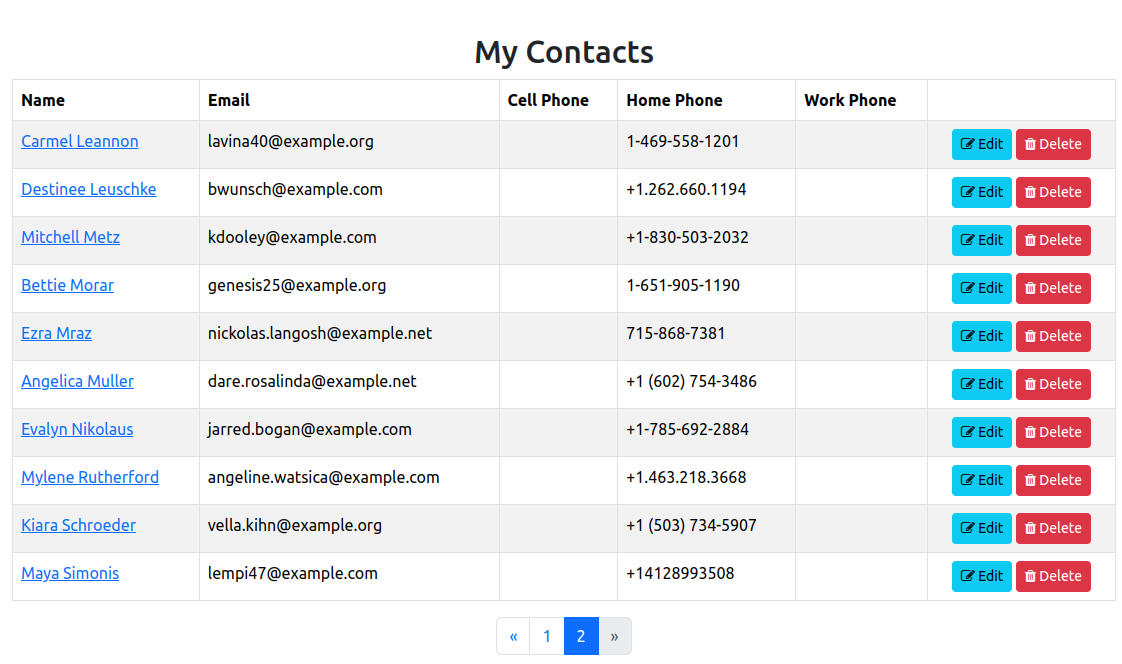 My Contacts
Name Email Cell Phone Home Phone Work Phone
Carmel Leannon lavina40@example.org 1-469-558-1201 Edit Delete
Destinee Leuschke bwunsch@example.com +1.262.660.1194 Edit Delete
Mitchell Metz kdooley@example.com +1-830-503-2032 Edit Delete
Bettie Morar genesis25@example.org 1-651-905-1190 Edit Delete
Ezra Mraz nickolas.langosh@example.net 715-868-7381 Edit Delete
Angelica Muller dare.rosalinda@example.net +1 (602) 754-3486 Edit Delete
Evalyn Nikolaus jarred.bogan@example.com +1-785-692-2884 Edit Delete
Mylene Rutherford angeline.watsica@example.com +1.463.218.3668 Edit Delete
Kiara Schroeder vella.kihn@example.org +1 (503) 734-5907 Edit Delete
Maya Simonis lempi47@example.com +14128993508 Edit Delete
« 1 2 »